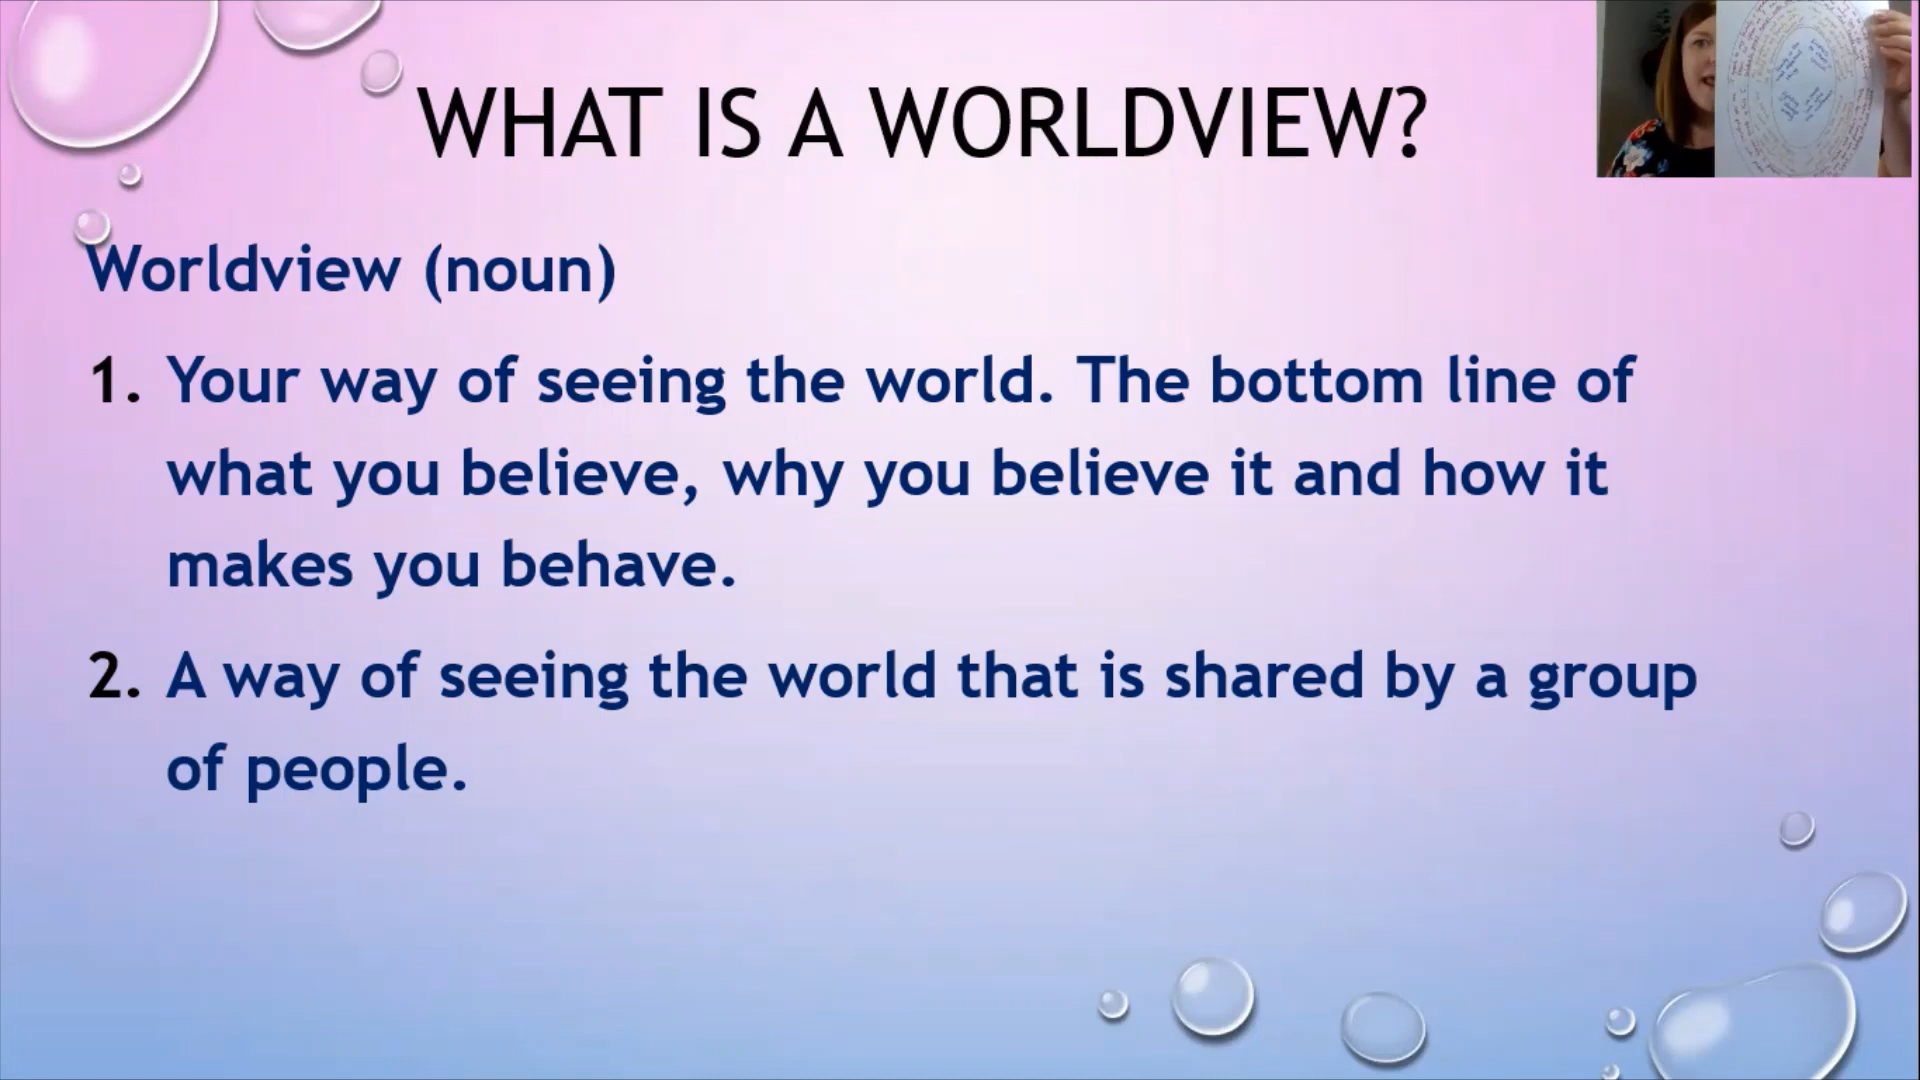 WHAT IS A WORLDVIEW?
Worldview (noun)
1. Your way of seeing the world. The bottom line of
what you believe, why you believe it and how it
makes you behave.
2. A way of seeing the world that is shared by a group
of people.